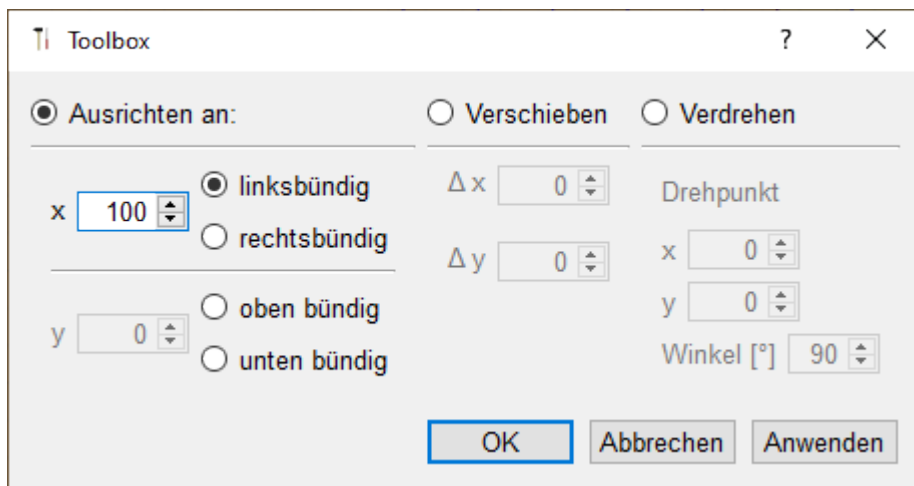 Toolbox ?
Ausrichten an: Verschieben Verdrehen
linksbündig
x 100
rechtsbündig
oben bündig
y 0
unten bündig
Δ x 0
Δ y 0
Drehpunkt
x 0
y 0
Winkel [°] 90
OK Abbrechen Anwenden